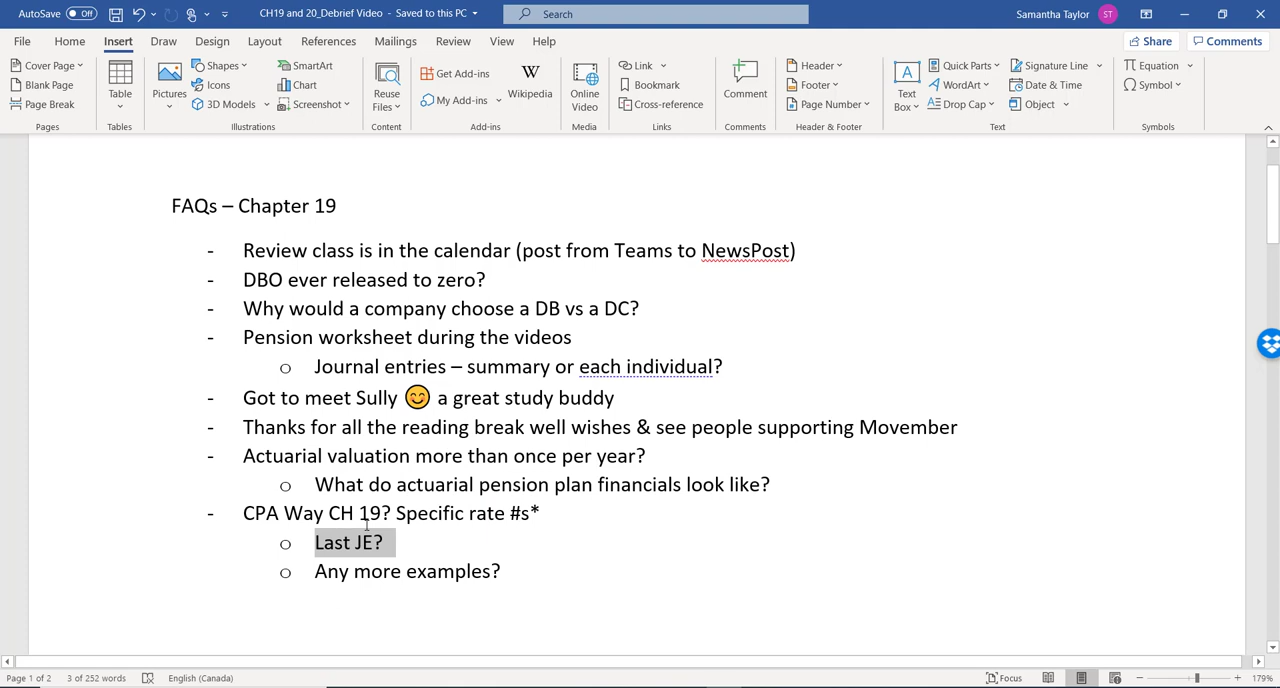 AutoSave Off CH19 and 20_Debrief Video - Saved to this PC Search Samantha Taylor ST
File Home Insert Draw Design Layout References Mailings Review View Help Share Comments
Cover Page Blank Page Page Break Pages
Table Tables
Pictures Shapes Icons 3D Models SmartArt Chart Screenshot Illustrations
Reuse Files Content
Get Add-ins My Add-ins Wikipedia Add-ins
Online Video Media
Link Bookmark Cross-reference Links
Comment Comments
Header Footer Page Number Header & Footer
Text Box Quick Parts WordArt Drop Cap Signature Line Date & Time Object Text
Equation Symbol Symbols
FAQs – Chapter 19
- Review class is in the calendar (post from Teams to NewsPost)
- DBO ever released to zero?
- Why would a company choose a DB vs a DC?
- Pension worksheet during the videos
o Journal entries – summary or each individual?
- Got to meet Sully 😊 a great study buddy
- Thanks for all the reading break well wishes & see people supporting Movember
- Actuarial valuation more than once per year?
o What do actuarial pension plan financials look like?
- CPA Way CH 19? Specific rate #s*
o Last JE?
o Any more examples?
Page 1 of 2 3 of 252 words English (Canada) Focus 179%